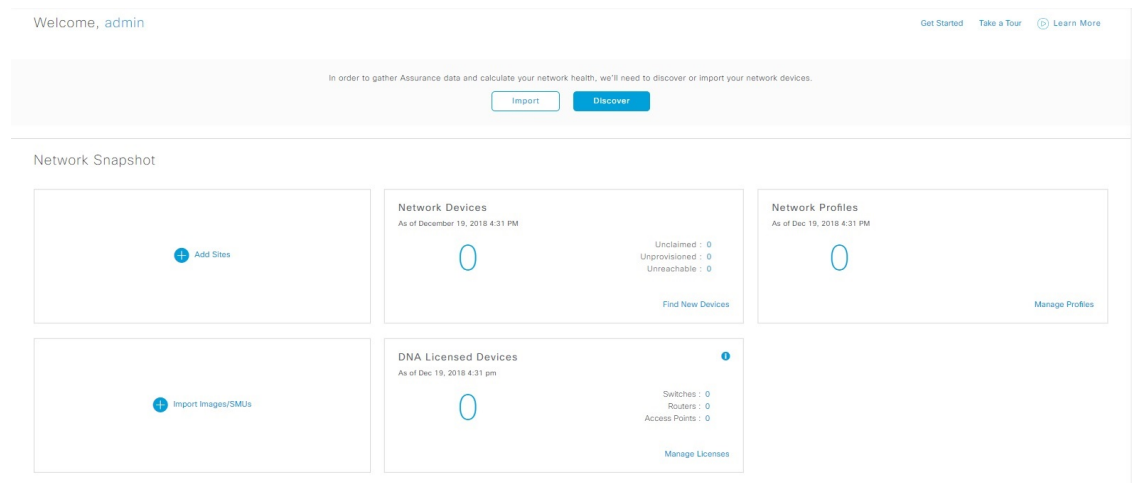 Welcome, admin
Get Started Take a Tour Learn More
In order to gather Assurance data and calculate your network health, we'll need to discover or import your network devices.
Import Discover
Network Snapshot
Add Sites
Network Devices
As of December 19, 2018 4:31 PM
0
Unclaimed : 0
Unprovisioned : 0
Unreachable : 0
Find New Devices
Network Profiles
As of Dec 19, 2018 4:31 PM
0
Manage Profiles
Import Images/SMUs
DNA Licensed Devices
As of Dec 19, 2018 4:31 pm
0
Switches : 0
Routers : 0
Access Points : 0
Manage Licenses